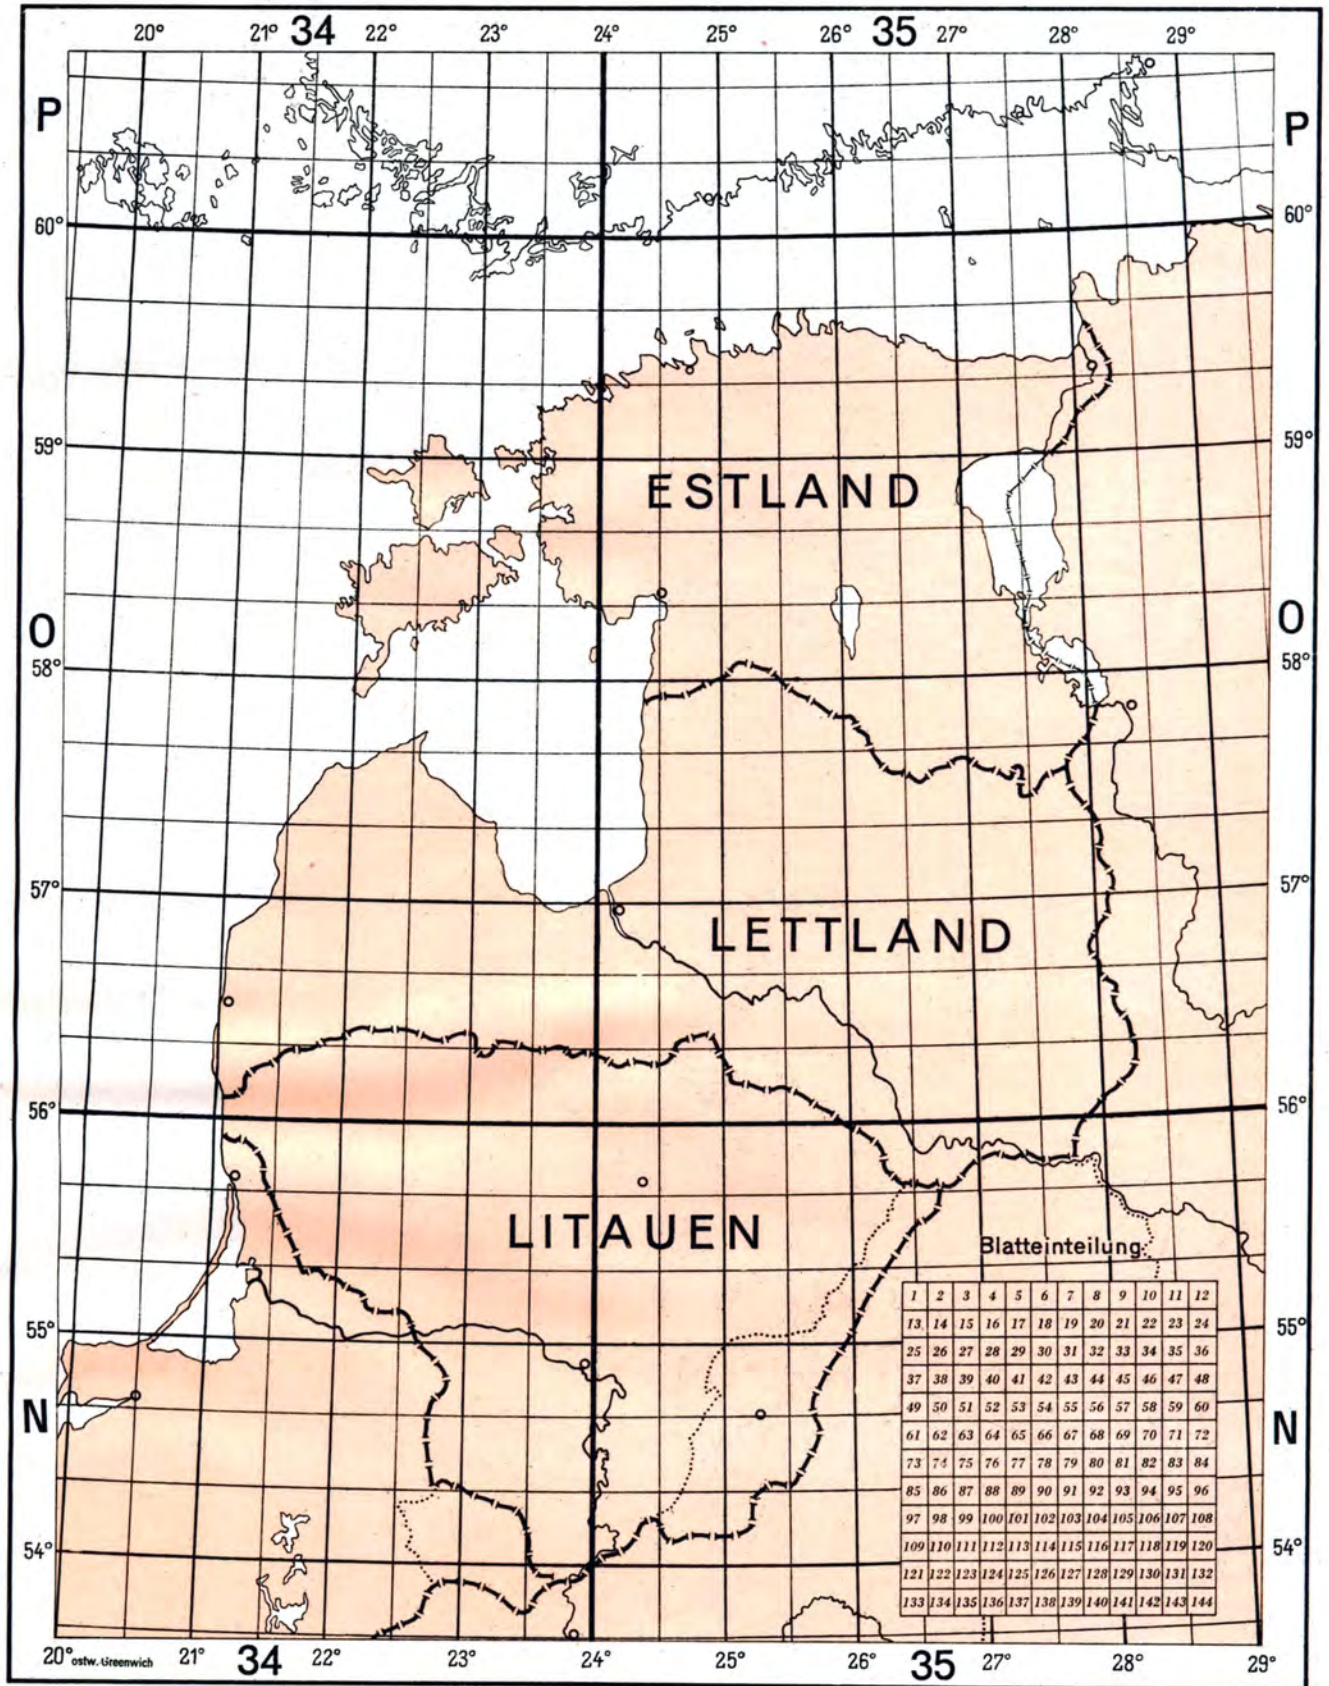 20° 21° 34 22° 23° 24° 25° 26° 35 27° 28° 29°
P P
60° 60°
59° 59°
ESTLAND
O O
58° 58°
57° 57°
LETTLAND
56° 56°
LITAUEN
Blatteinteilung
1 2 3 4 5 6 7 8 9 10 11 12
13 14 15 16 17 18 19 20 21 22 23 24
55° 55°
25 26 27 28 29 30 31 32 33 34 35 36
37 38 39 40 41 42 43 44 45 46 47 48
49 50 51 52 53 54 55 56 57 58 59 60
N N
61 62 63 64 65 66 67 68 69 70 71 72
73 74 75 76 77 78 79 80 81 82 83 84
85 86 87 88 89 90 91 92 93 94 95 96
97 98 99 100 101 102 103 104 105 106 107 108
54° 54°
109 110 111 112 113 114 115 116 117 118 119 120
121 122 123 124 125 126 127 128 129 130 131 132
133 134 135 136 137 138 139 140 141 142 143 144
20° ostw. Greenwich 21° 34 22° 23° 24° 25° 26° 35 27° 28° 29°